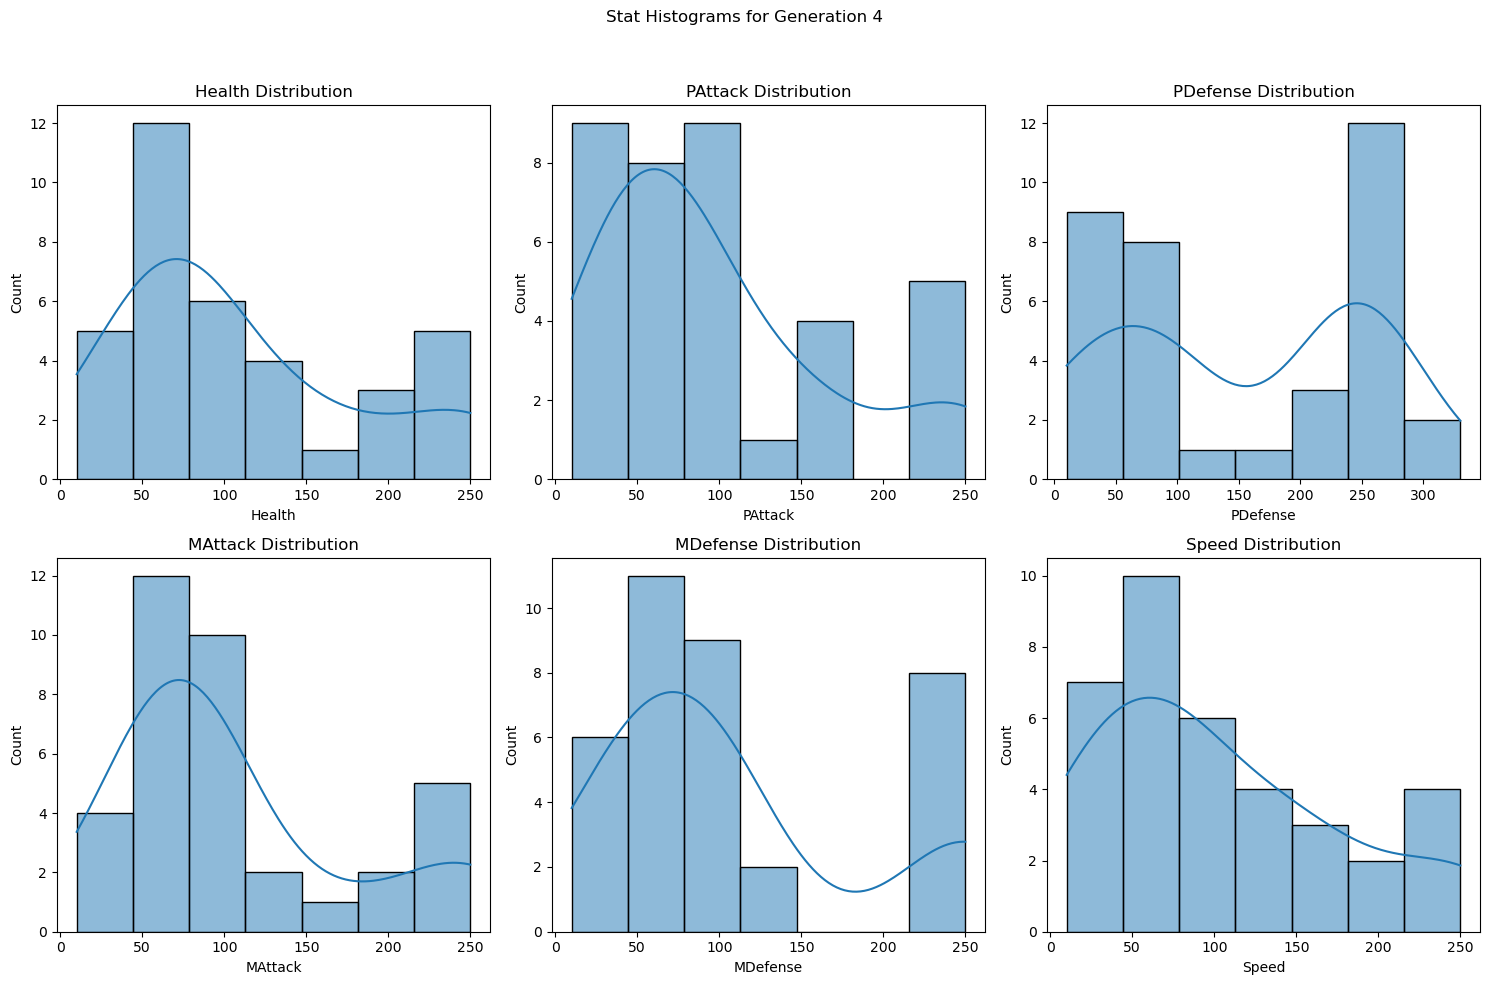 Stat Histograms for Generation 4
Health Distribution
12
10
8
6
4
2
0
Count
0 50 100 150 200 250
Health
PAttack Distribution
8
6
4
2
0
Count
0 50 100 150 200 250
PAttack
PDefense Distribution
12
10
8
6
4
2
0
Count
0 50 100 150 200 250 300
PDefense
MAttack Distribution
12
10
8
6
4
2
0
Count
0 50 100 150 200 250
MAttack
MDefense Distribution
10
8
6
4
2
0
Count
0 50 100 150 200 250
MDefense
Speed Distribution
10
8
6
4
2
0
Count
0 50 100 150 200 250
Speed